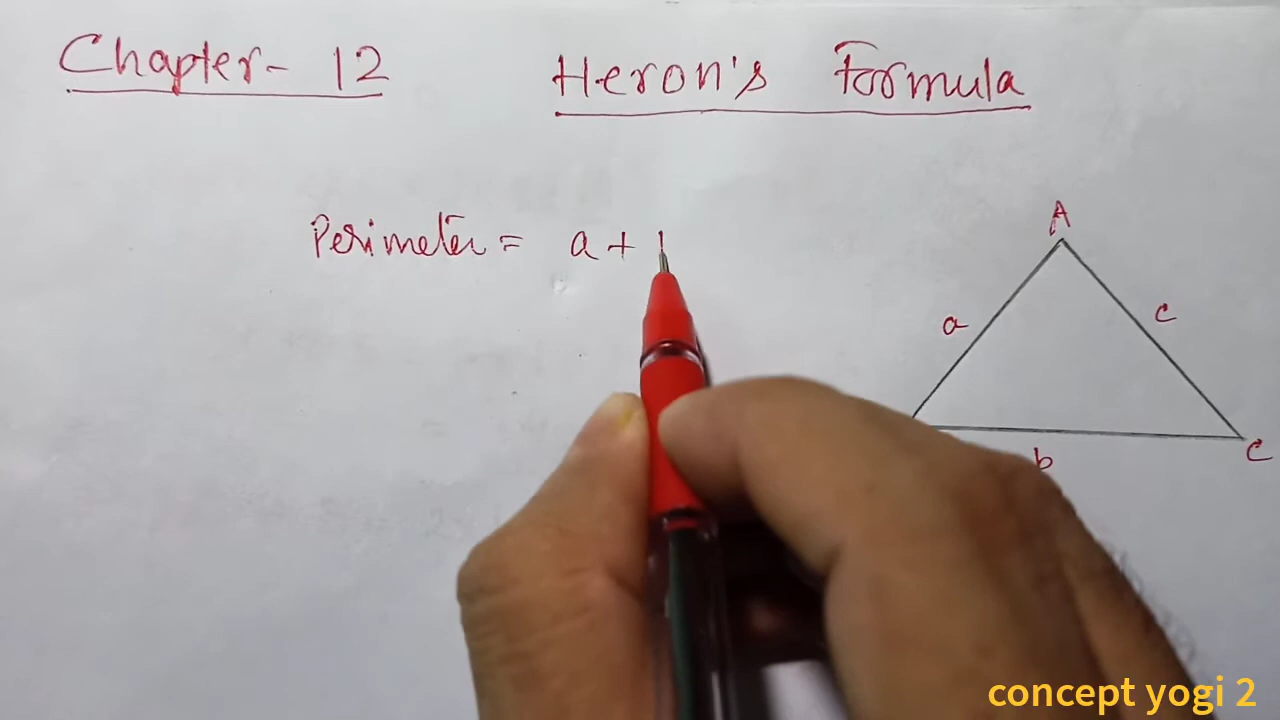 Chapter- 12 Heron's Formula
Perimeter = a +
A
a c
b C
concept yogi 2